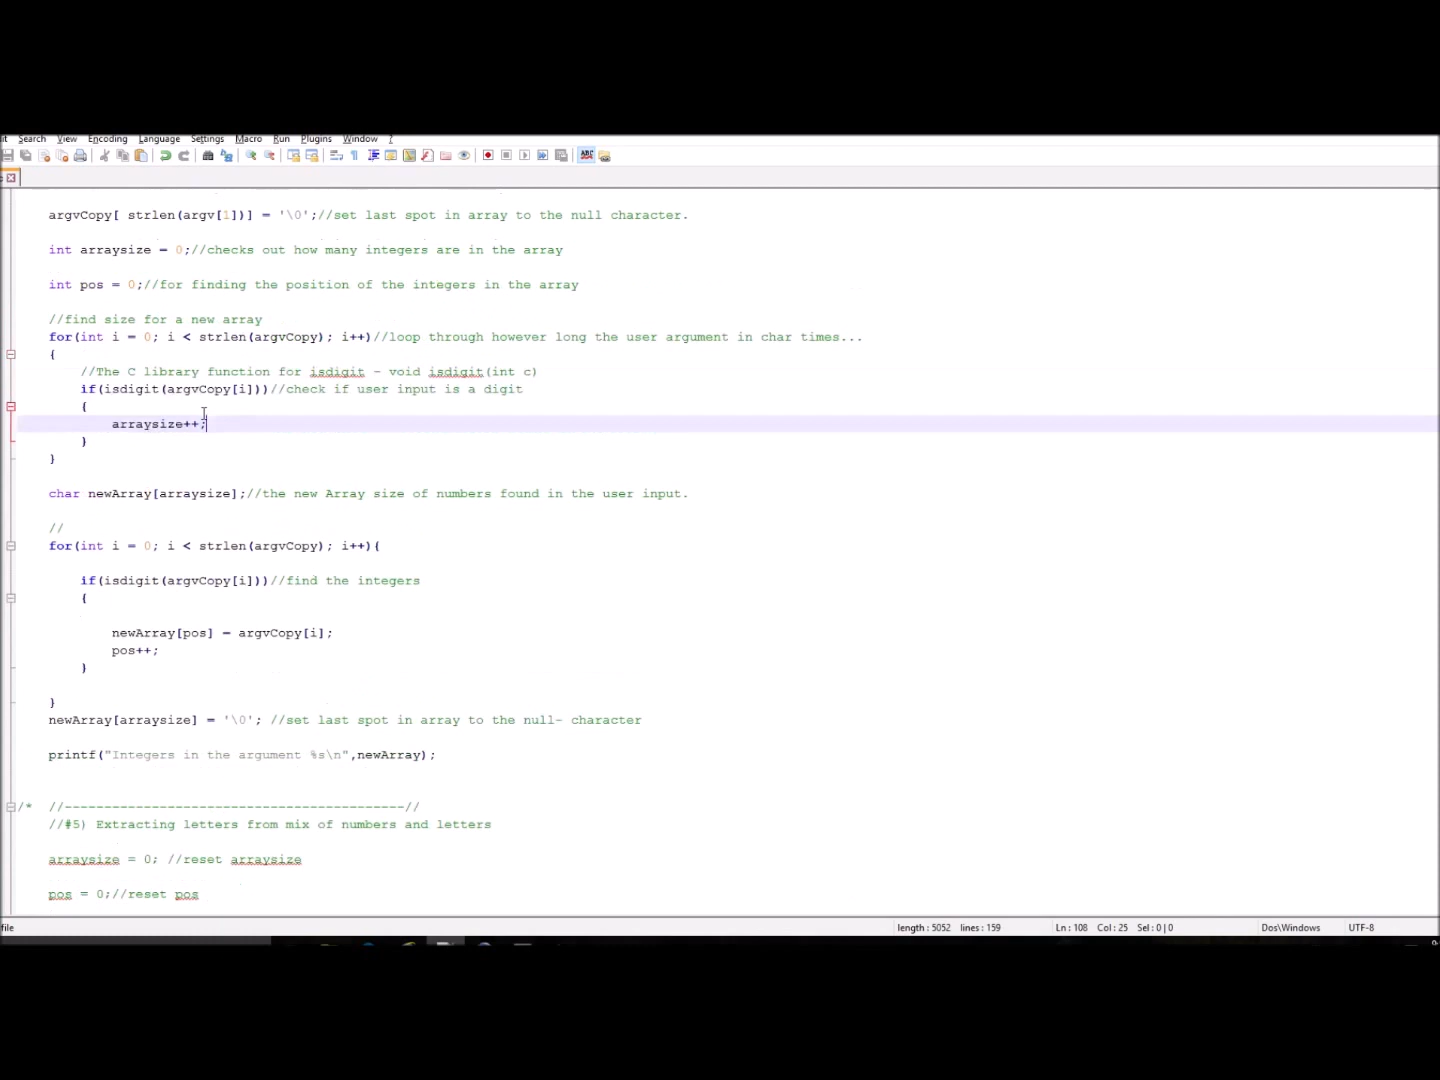 it Search View Encoding Language Settings Macro Run Plugins Window ?
argvCopy[ strlen(argv[1])] = '\0';//set last spot in array to the null character.
int arraysize = 0;//checks out how many integers are in the array
int pos = 0;//for finding the position of the integers in the array
//find size for a new array
for(int i = 0; i < strlen(argvCopy); i++)//loop through however long the user argument in char times...
{
//The C library function for isdigit - void isdigit(int c)
if(isdigit(argvCopy[i]))//check if user input is a digit
{
arraysize++;
}
}
char newArray[arraysize];//the new Array size of numbers found in the user input.
//
for(int i = 0; i < strlen(argvCopy); i++){
if(isdigit(argvCopy[i]))//find the integers
{
newArray[pos] = argvCopy[i];
pos++;
}
}
newArray[arraysize] = '\0'; //set last spot in array to the null- character
printf("Integers in the argument %s\n",newArray);
/* //-------------------------------------------//
//#5) Extracting letters from mix of numbers and letters
arraysize = 0; //reset arraysize
pos = 0;//reset pos
file length : 5052 lines : 159 Ln : 108 Col : 25 Sel : 0 | 0 Dos\Windows UTF-8